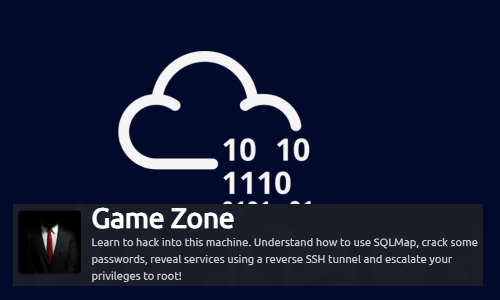 10 10
1110
Game Zone
Learn to hack into this machine. Understand how to use SQLMap, crack some
passwords, reveal services using a reverse SSH tunnel and escalate your
privileges to root!